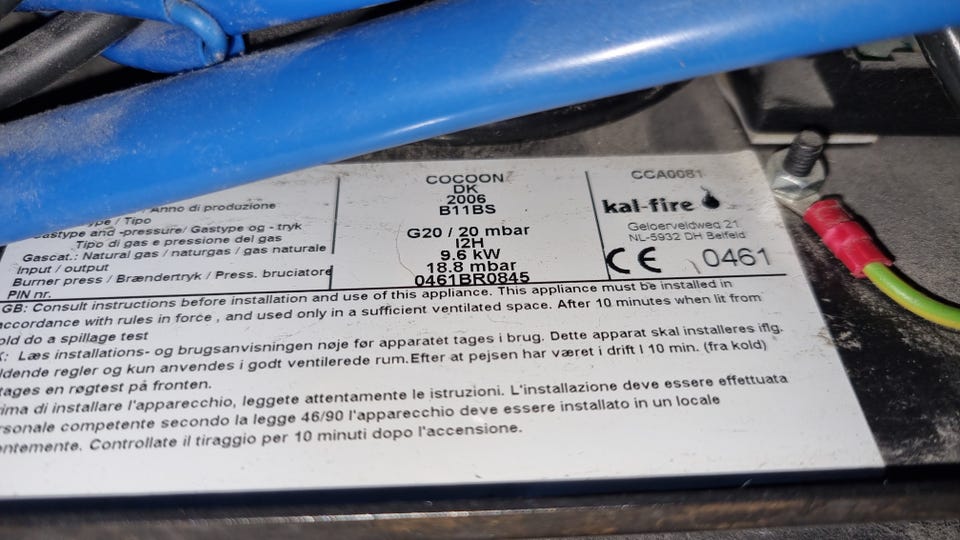 COCOON
DK
Anno di produzione 2006
/ Tipo B11BS
and -pressure/ Gastype og - tryk G20 / 20 mbar
Tipo di gas e pressione del gas
Gascat.: Natural gas / naturgas / gas naturale I2H
Input / output 9.6 kW
Burner press / Brændertryk / Press. bruciatore 18.8 mbar
PIN nr. 0461BR0845
CCA0081
kal-fire
Geloerveldweg 21
NL-5932 DH Belfeld
CE 0461
GB: Consult instructions before installation and use of this appliance. This appliance must be installed in
accordance with rules in force , and used only in a sufficient ventilated space. After 10 minutes when lit from
old do a spillage test
: Læs installations- og brugsanvisningen nøje før apparatet tages i brug. Dette apparat skal installeres iflg.
ldende regler og kun anvendes i godt ventilerede rum.Efter at pejsen har været i drift I 10 min. (fra kold)
tages en røgtest på fronten.
rima di installare l'apparecchio, leggete attentamente le istruzioni. L'installazione deve essere effettuata
rsonale competente secondo la legge 46/90 l'apparecchio deve essere installato in un locale
entemente. Controllate il tiraggio per 10 minuti dopo l'accensione.